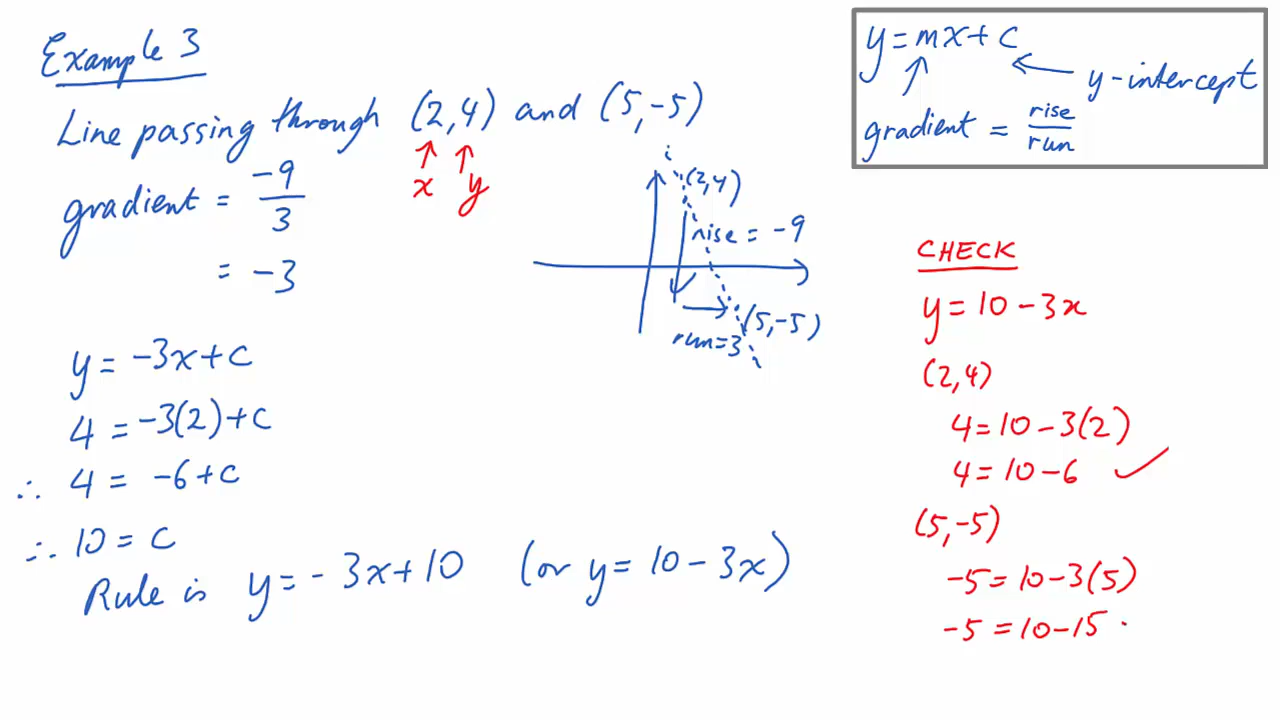 Example 3
Line passing through (2,4) and (5,-5)
x y
gradient = -9/3
= -3
y = -3x+c
4 = -3(2)+c
∴ 4 = -6+c
∴ 10 = c
Rule is y = -3x+10 (or y = 10-3x)
(2,4)
rise = -9
(5,-5)
run=3
y = mx+c
y-intercept
gradient = rise/run
CHECK
y = 10-3x
(2,4)
4 = 10-3(2)
4 = 10-6 ✓
(5,-5)
-5 = 10-3(5)
-5 = 10-15